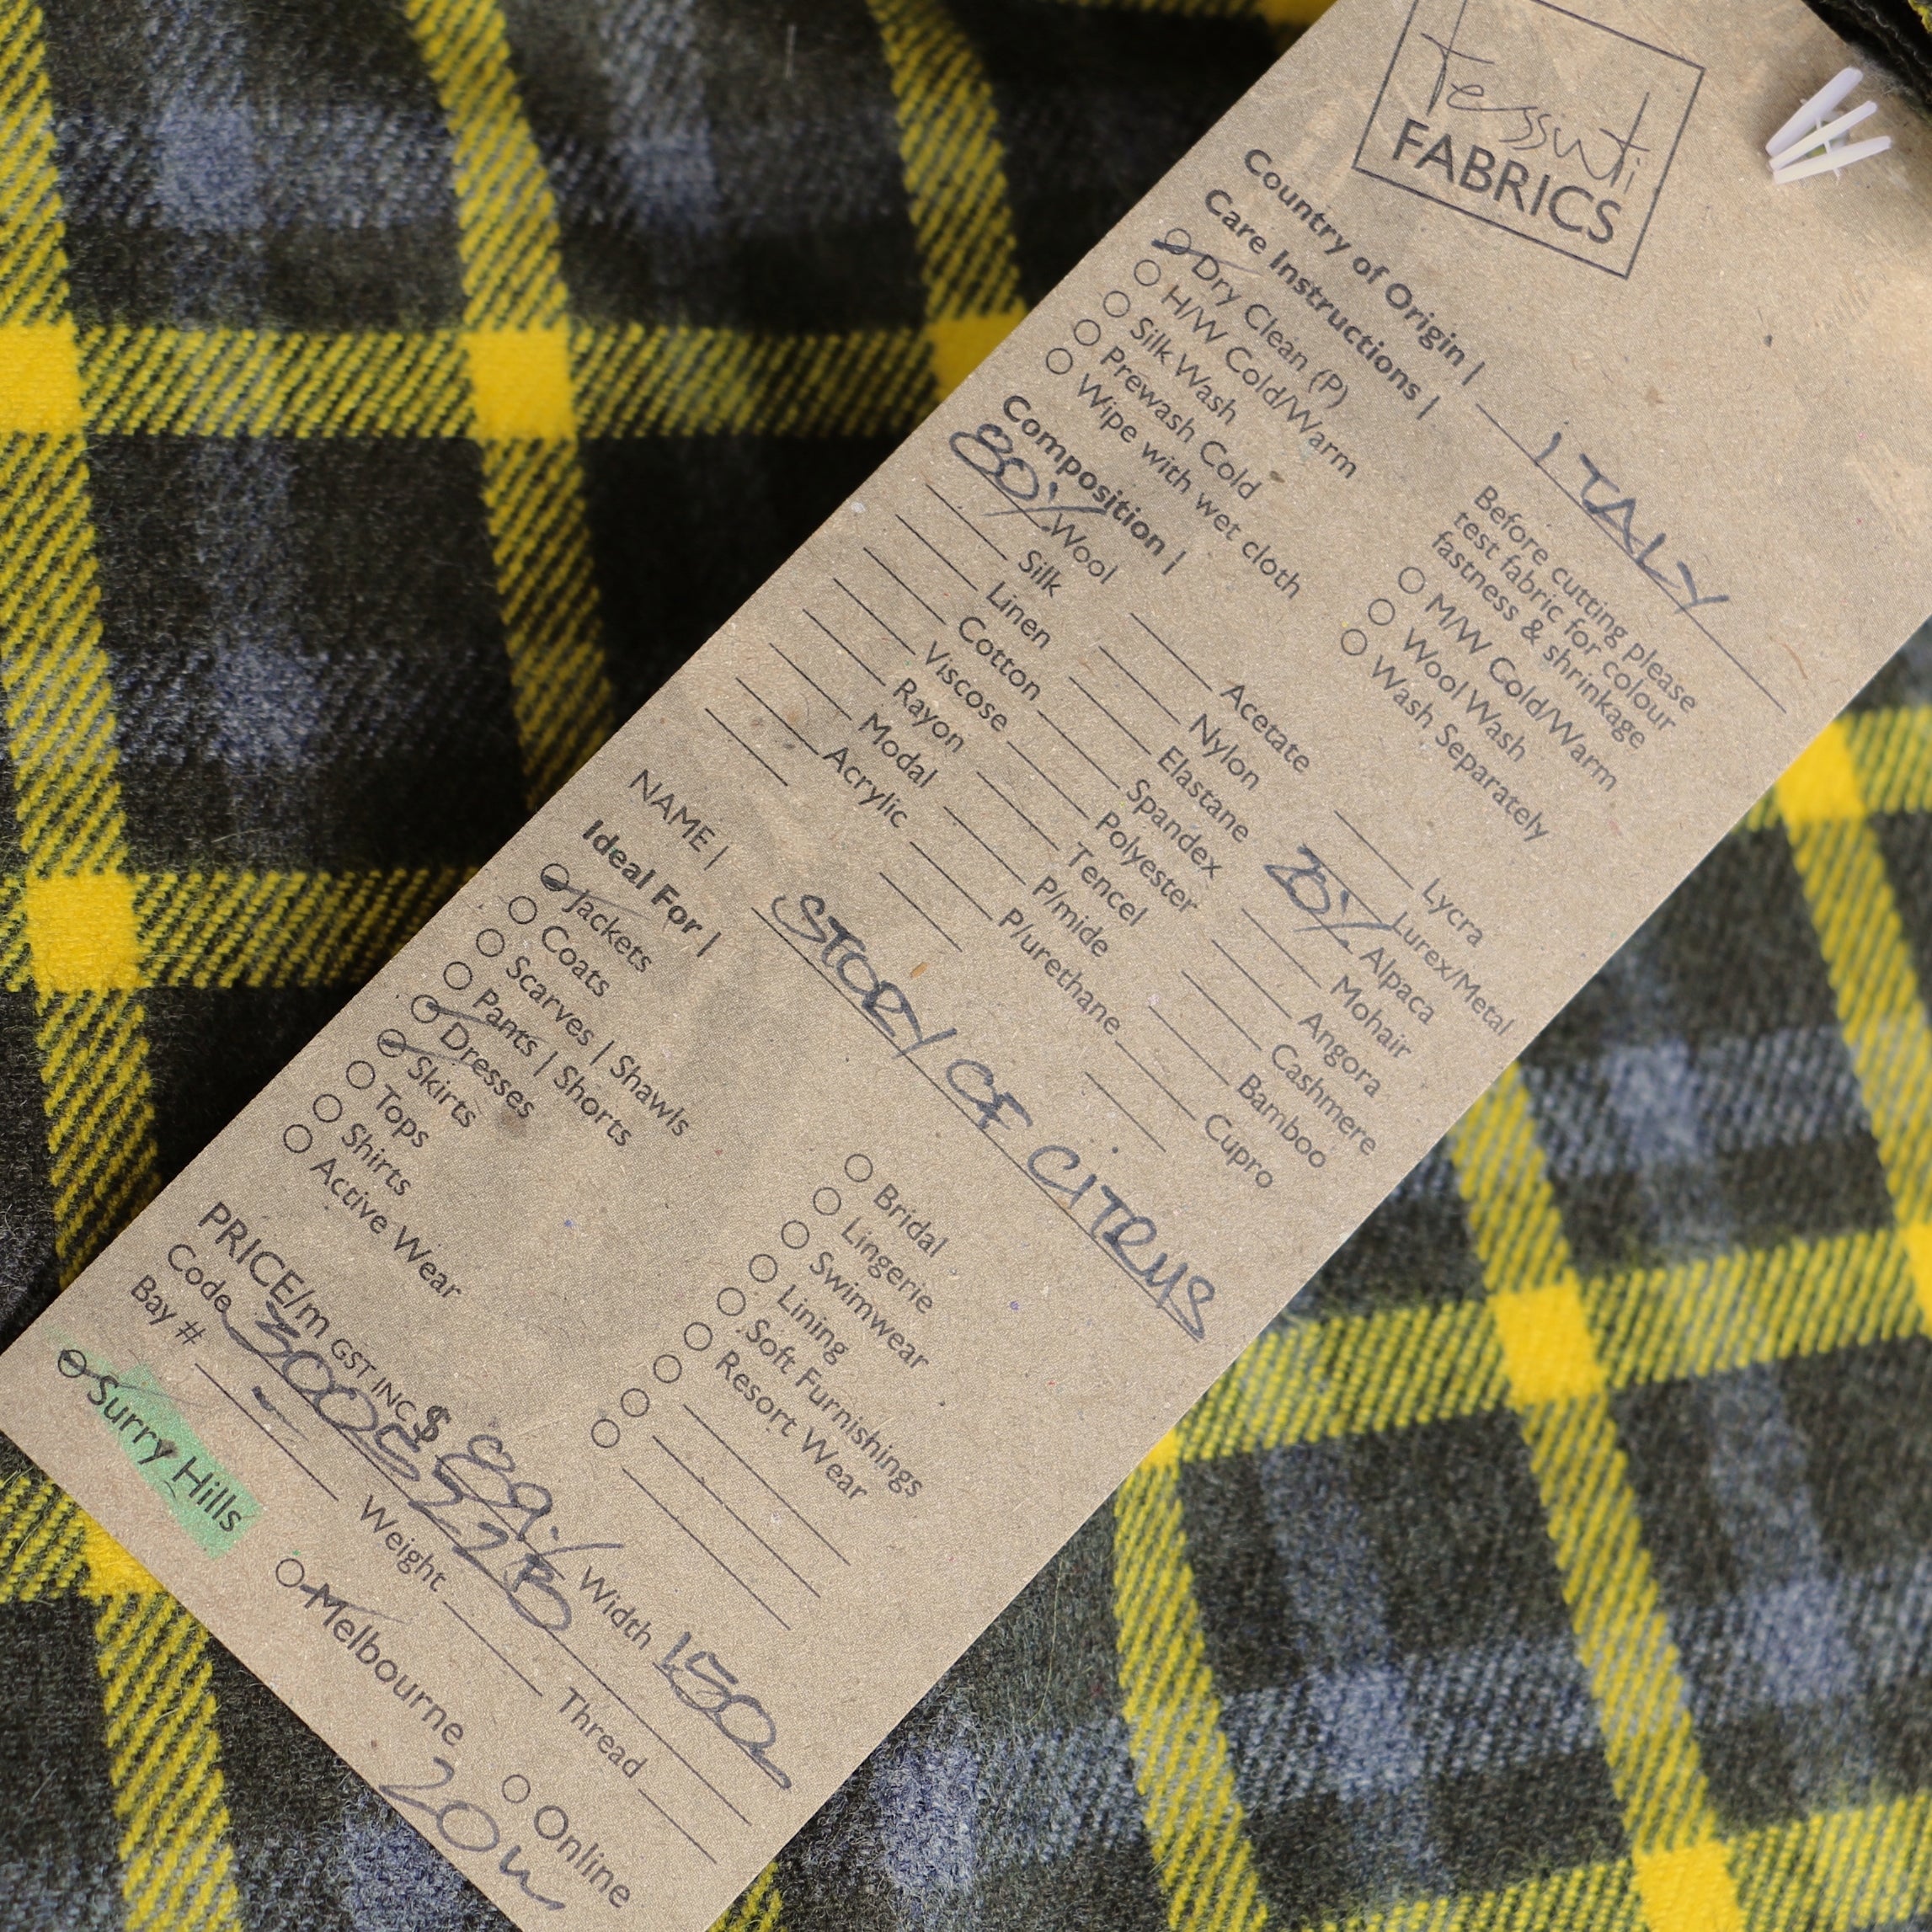 tessuti
FABRICS
Country of Origin | ITALY
Care Instructions |
Dry Clean (P)
H/W Cold/Warm
Silk Wash
Prewash Cold
Wipe with wet cloth
Before cutting please
test fabric for colour
fastness & shrinkage
M/W Cold/Warm
Wool Wash
Wash Separately
Composition |
80% Wool
Silk
Linen
Cotton
Viscose
Rayon
Modal
Acrylic
Acetate
Nylon
Elastane
Spandex
Polyester
Tencel
P/mide
P/urethane
Lycra
Lurex/Metal
20% Alpaca
Mohair
Angora
Cashmere
Bamboo
Cupro
NAME | STORY OF CITRUS
Ideal For |
Jackets
Coats
Scarves | Shawls
Pants | Shorts
Dresses
Skirts
Tops
Shirts
Active Wear
Bridal
Lingerie
Swimwear
Lining
Soft Furnishings
Resort Wear
PRICE/m GST INC $ 89.- Width 150
Code
Bay # Weight Thread
Surry Hills Melbourne Online